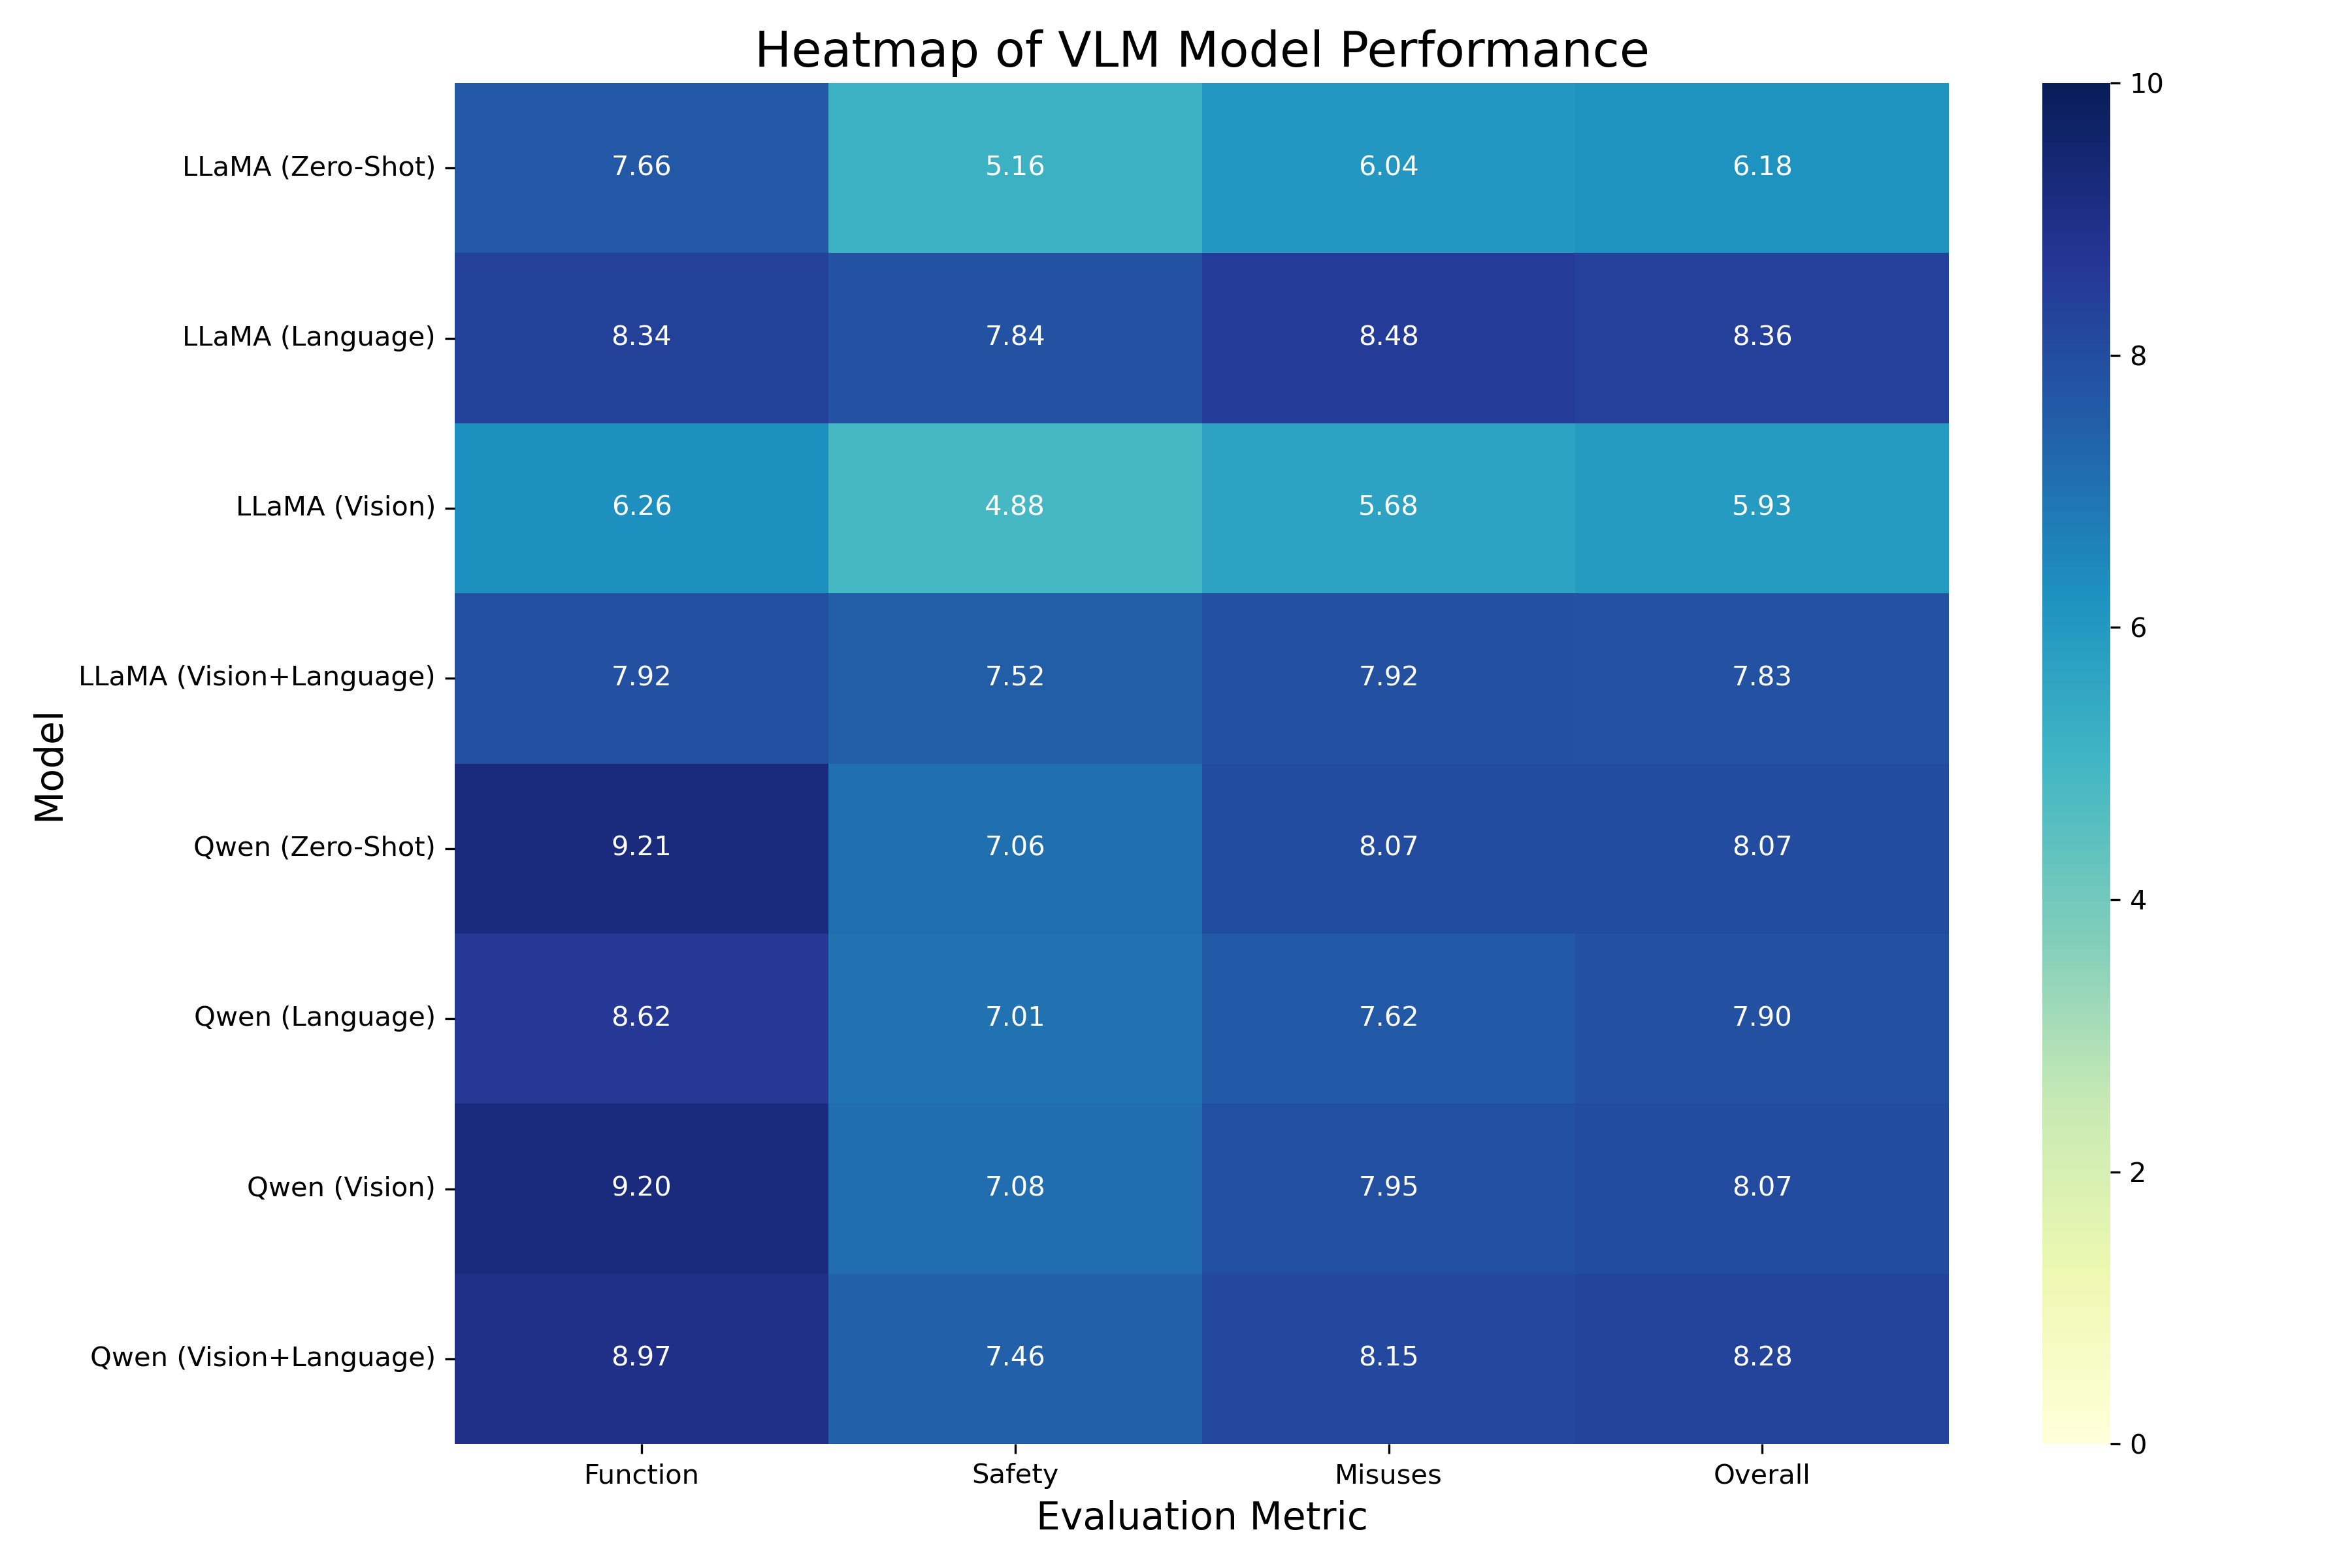 Heatmap of VLM Model Performance
LLaMA (Zero-Shot) 7.66 5.16 6.04 6.18
LLaMA (Language) 8.34 7.84 8.48 8.36
LLaMA (Vision) 6.26 4.88 5.68 5.93
LLaMA (Vision+Language) 7.92 7.52 7.92 7.83
Qwen (Zero-Shot) 9.21 7.06 8.07 8.07
Qwen (Language) 8.62 7.01 7.62 7.90
Qwen (Vision) 9.20 7.08 7.95 8.07
Qwen (Vision+Language) 8.97 7.46 8.15 8.28
Function Safety Misuses Overall
Evaluation Metric
Model
10
8
6
4
2
0